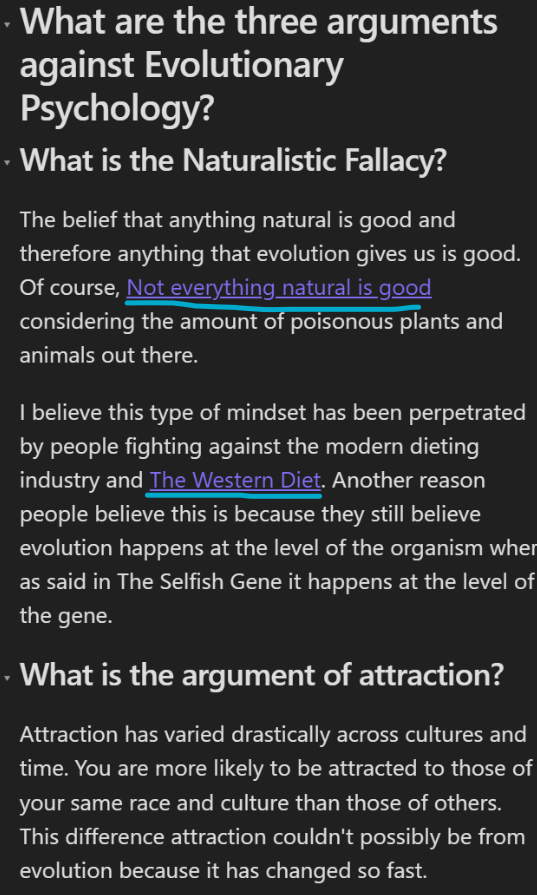 What are the three arguments
against Evolutionary
Psychology?
What is the Naturalistic Fallacy?
The belief that anything natural is good and
therefore anything that evolution gives us is good.
Of course, Not everything natural is good
considering the amount of poisonous plants and
animals out there.
I believe this type of mindset has been perpetrated
by people fighting against the modern dieting
industry and The Western Diet. Another reason
people believe this is because they still believe
evolution happens at the level of the organism wher
as said in The Selfish Gene it happens at the level of
the gene.
What is the argument of attraction?
Attraction has varied drastically across cultures and
time. You are more likely to be attracted to those of
your same race and culture than those of others.
This difference attraction couldn't possibly be from
evolution because it has changed so fast.